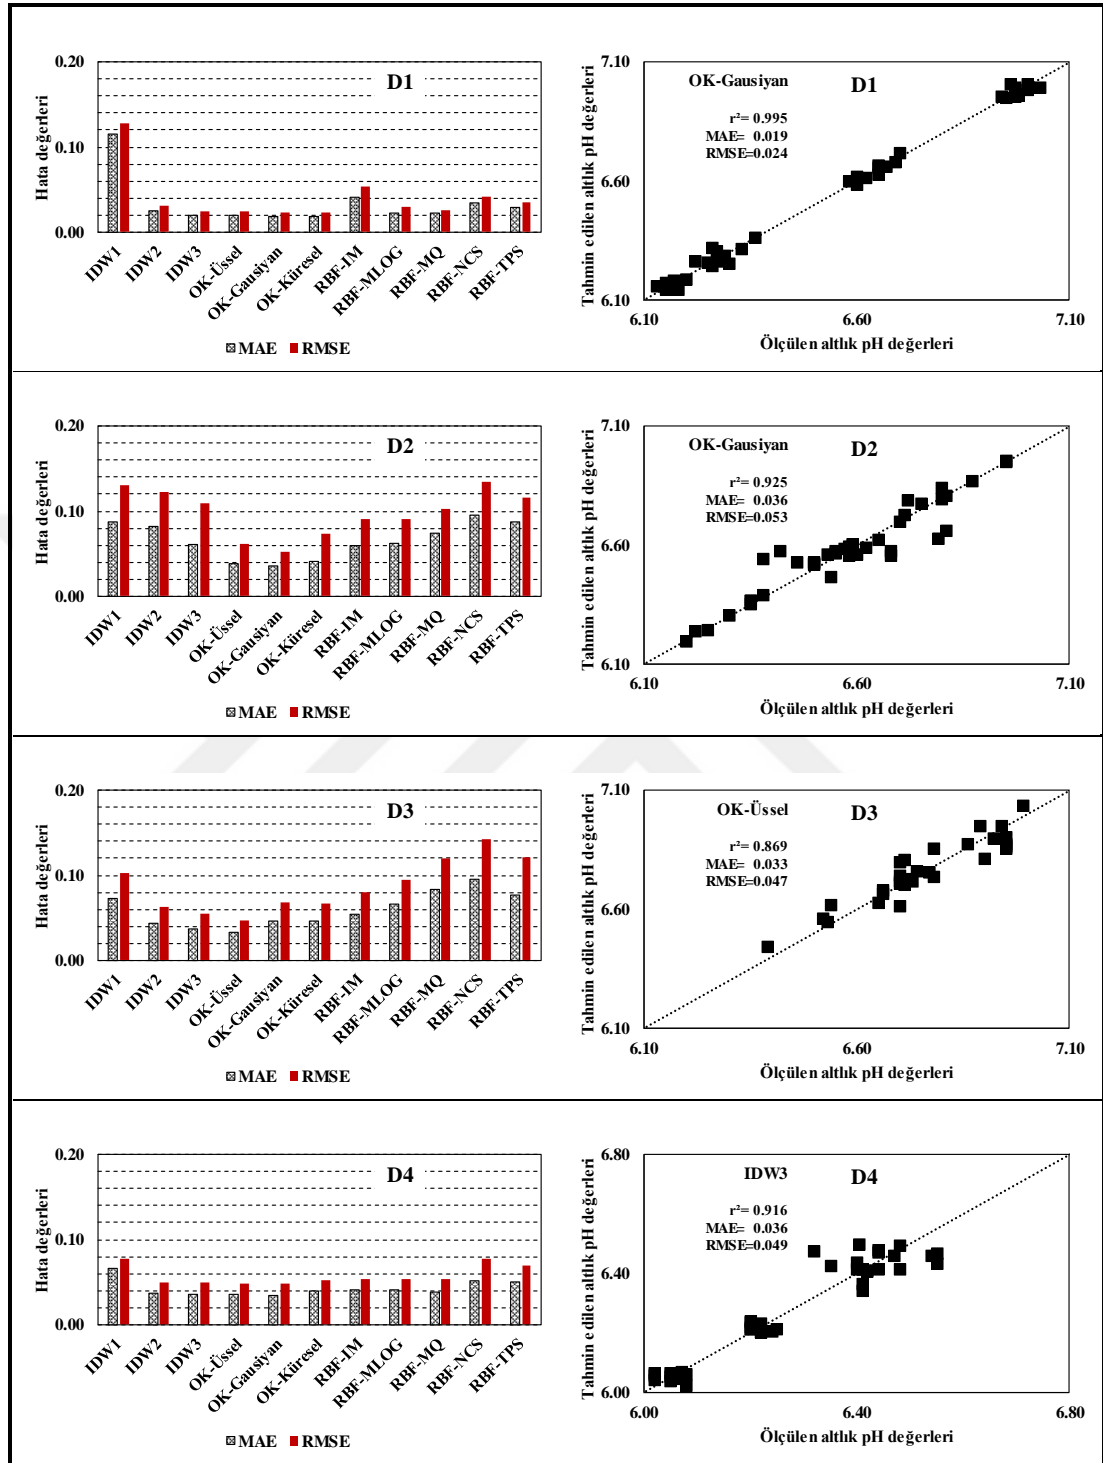 0.20
0.10
0.00
Hata değerleri
D1
IDW1
IDW2
IDW3
OK-Üssel
OK-Gausiyan
OK-Küresel
RBF-IM
RBF-MLOG
RBF-MQ
RBF-NCS
RBF-TPS
MAE RMSE
7.10
6.60
6.10
Tahmin edilen altlık pH değerleri
OK-Gausiyan
D1
r²= 0.995
MAE= 0.019
RMSE=0.024
6.10 6.60 7.10
Ölçülen altlık pH değerleri
0.20
0.10
0.00
Hata değerleri
D2
IDW1
IDW2
IDW3
OK-Üssel
OK-Gausiyan
OK-Küresel
RBF-IM
RBF-MLOG
RBF-MQ
RBF-NCS
RBF-TPS
MAE RMSE
7.10
6.60
6.10
Tahmin edilen altlık pH değerleri
OK-Gausiyan
D2
r²= 0.925
MAE= 0.036
RMSE=0.053
6.10 6.60 7.10
Ölçülen altlık pH değerleri
0.20
0.10
0.00
Hata değerleri
D3
IDW1
IDW2
IDW3
OK-Üssel
OK-Gausiyan
OK-Küresel
RBF-IM
RBF-MLOG
RBF-MQ
RBF-NCS
RBF-TPS
MAE RMSE
7.10
6.60
6.10
Tahmin edilen altlık pH değerleri
OK-Üssel
D3
r²= 0.869
MAE= 0.033
RMSE=0.047
6.10 6.60 7.10
Ölçülen altlık pH değerleri
0.20
0.10
0.00
Hata değerleri
D4
IDW1
IDW2
IDW3
OK-Üssel
OK-Gausiyan
OK-Küresel
RBF-IM
RBF-MLOG
RBF-MQ
RBF-NCS
RBF-TPS
MAE RMSE
6.80
6.40
6.00
Tahmin edilen altlık pH değerleri
IDW3
D4
r²= 0.916
MAE= 0.036
RMSE=0.049
6.00 6.40 6.80
Ölçülen altlık pH değerleri